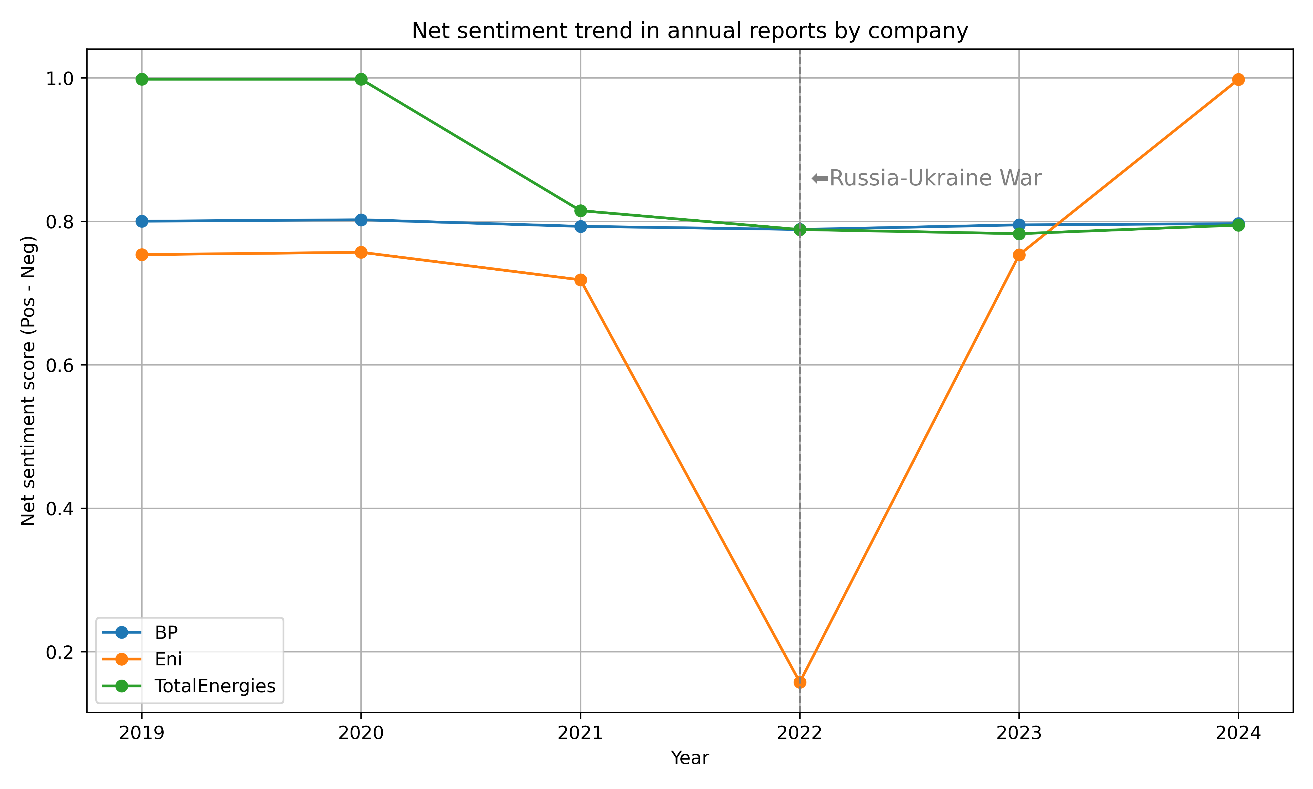 Net sentiment trend in annual reports by company
Net sentiment score (Pos - Neg)
1.0
0.8
0.6
0.4
0.2
⬅Russia-Ukraine War
BP
Eni
TotalEnergies
2019 2020 2021 2022 2023 2024
Year